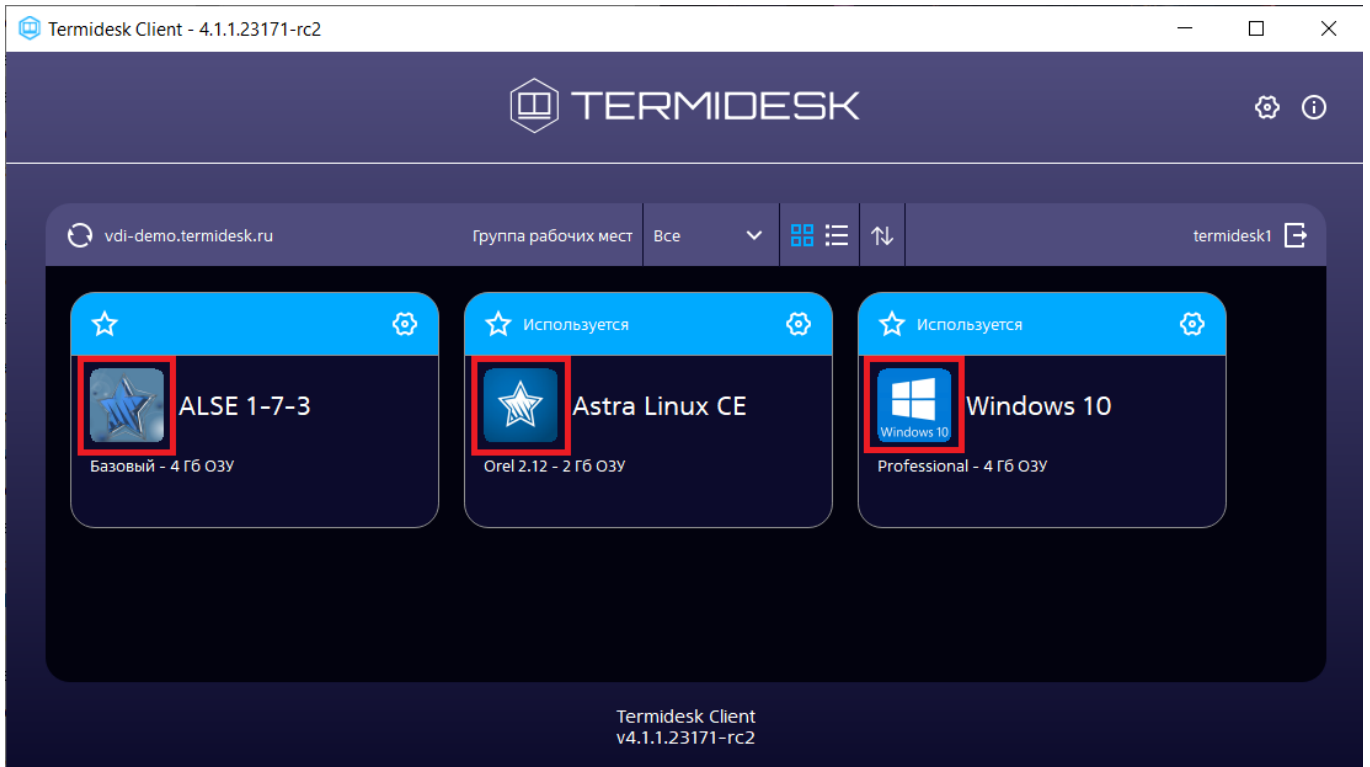 Termidesk Client - 4.1.1.23171-rc2
TERMIDESK
vdi-demo.termidesk.ru Группа рабочих мест Все termidesk1
Используется Используется
ALSE 1-7-3 Astra Linux CE Windows 10 Windows 10
Базовый - 4 Гб ОЗУ Orel 2.12 - 2 Гб ОЗУ Professional - 4 Гб ОЗУ
Termidesk Client
v4.1.1.23171-rc2